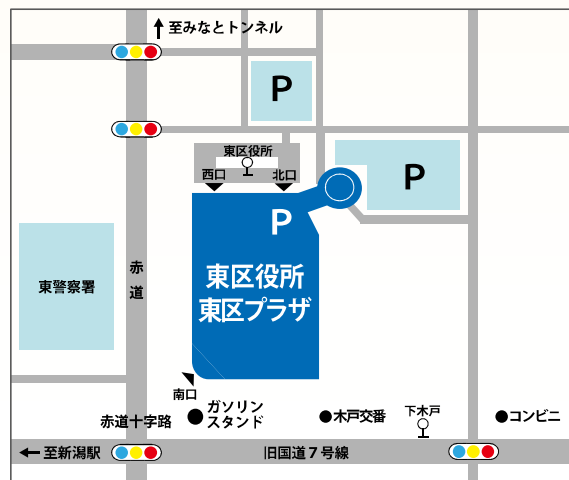 至みなとトンネル
P
東区役所
西口
北口
P
P
東区役所
東区プラザ
赤道
東警察署
南口
ガソリン
スタンド
木戸交番
下木戸
コンビニ
赤道十字路
至新潟駅
旧国道7号線